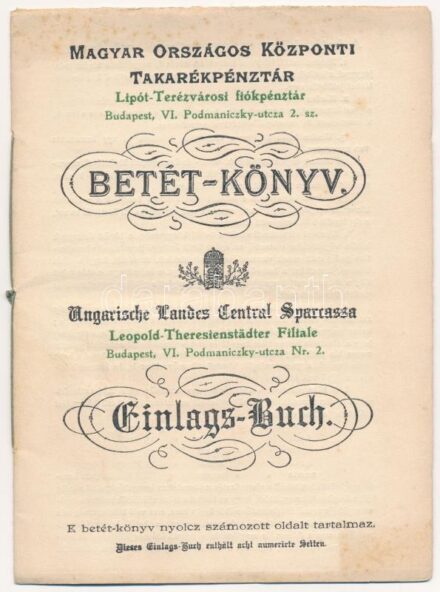 MAGYAR ORSZÁGOS KÖZPONTI
TAKARÉKPÉNZTÁR
Lipót-Terézvárosi fiókpénztár
Budapest, VI. Podmaniczky-utcza 2. sz.
BETÉT-KÖNYV.
Ungarische Landes Central Sparcassa
Leopold-Theresienstädter Filiale
Budapest, VI. Podmaniczky-utcza Nr. 2.
Einlags-Buch.
E betét-könyv nyolcz számozott oldalt tartalmaz.
Dieses Einlags-Buch enthält acht numerirte Seiten.